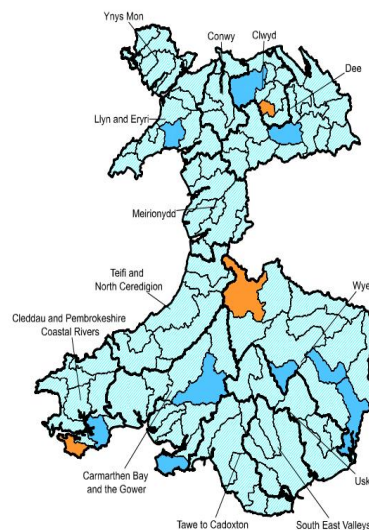 Ynys Mon
Conwy
Clwyd
Dee
Llyn and Eryri
Meirionydd
Teifi and
North Ceredigion
Wye
Cleddau and Pembrokeshire
Coastal Rivers
Carmarthen Bay
and the Gower
Usk
Tawe to Cadoxton
South East Valleys